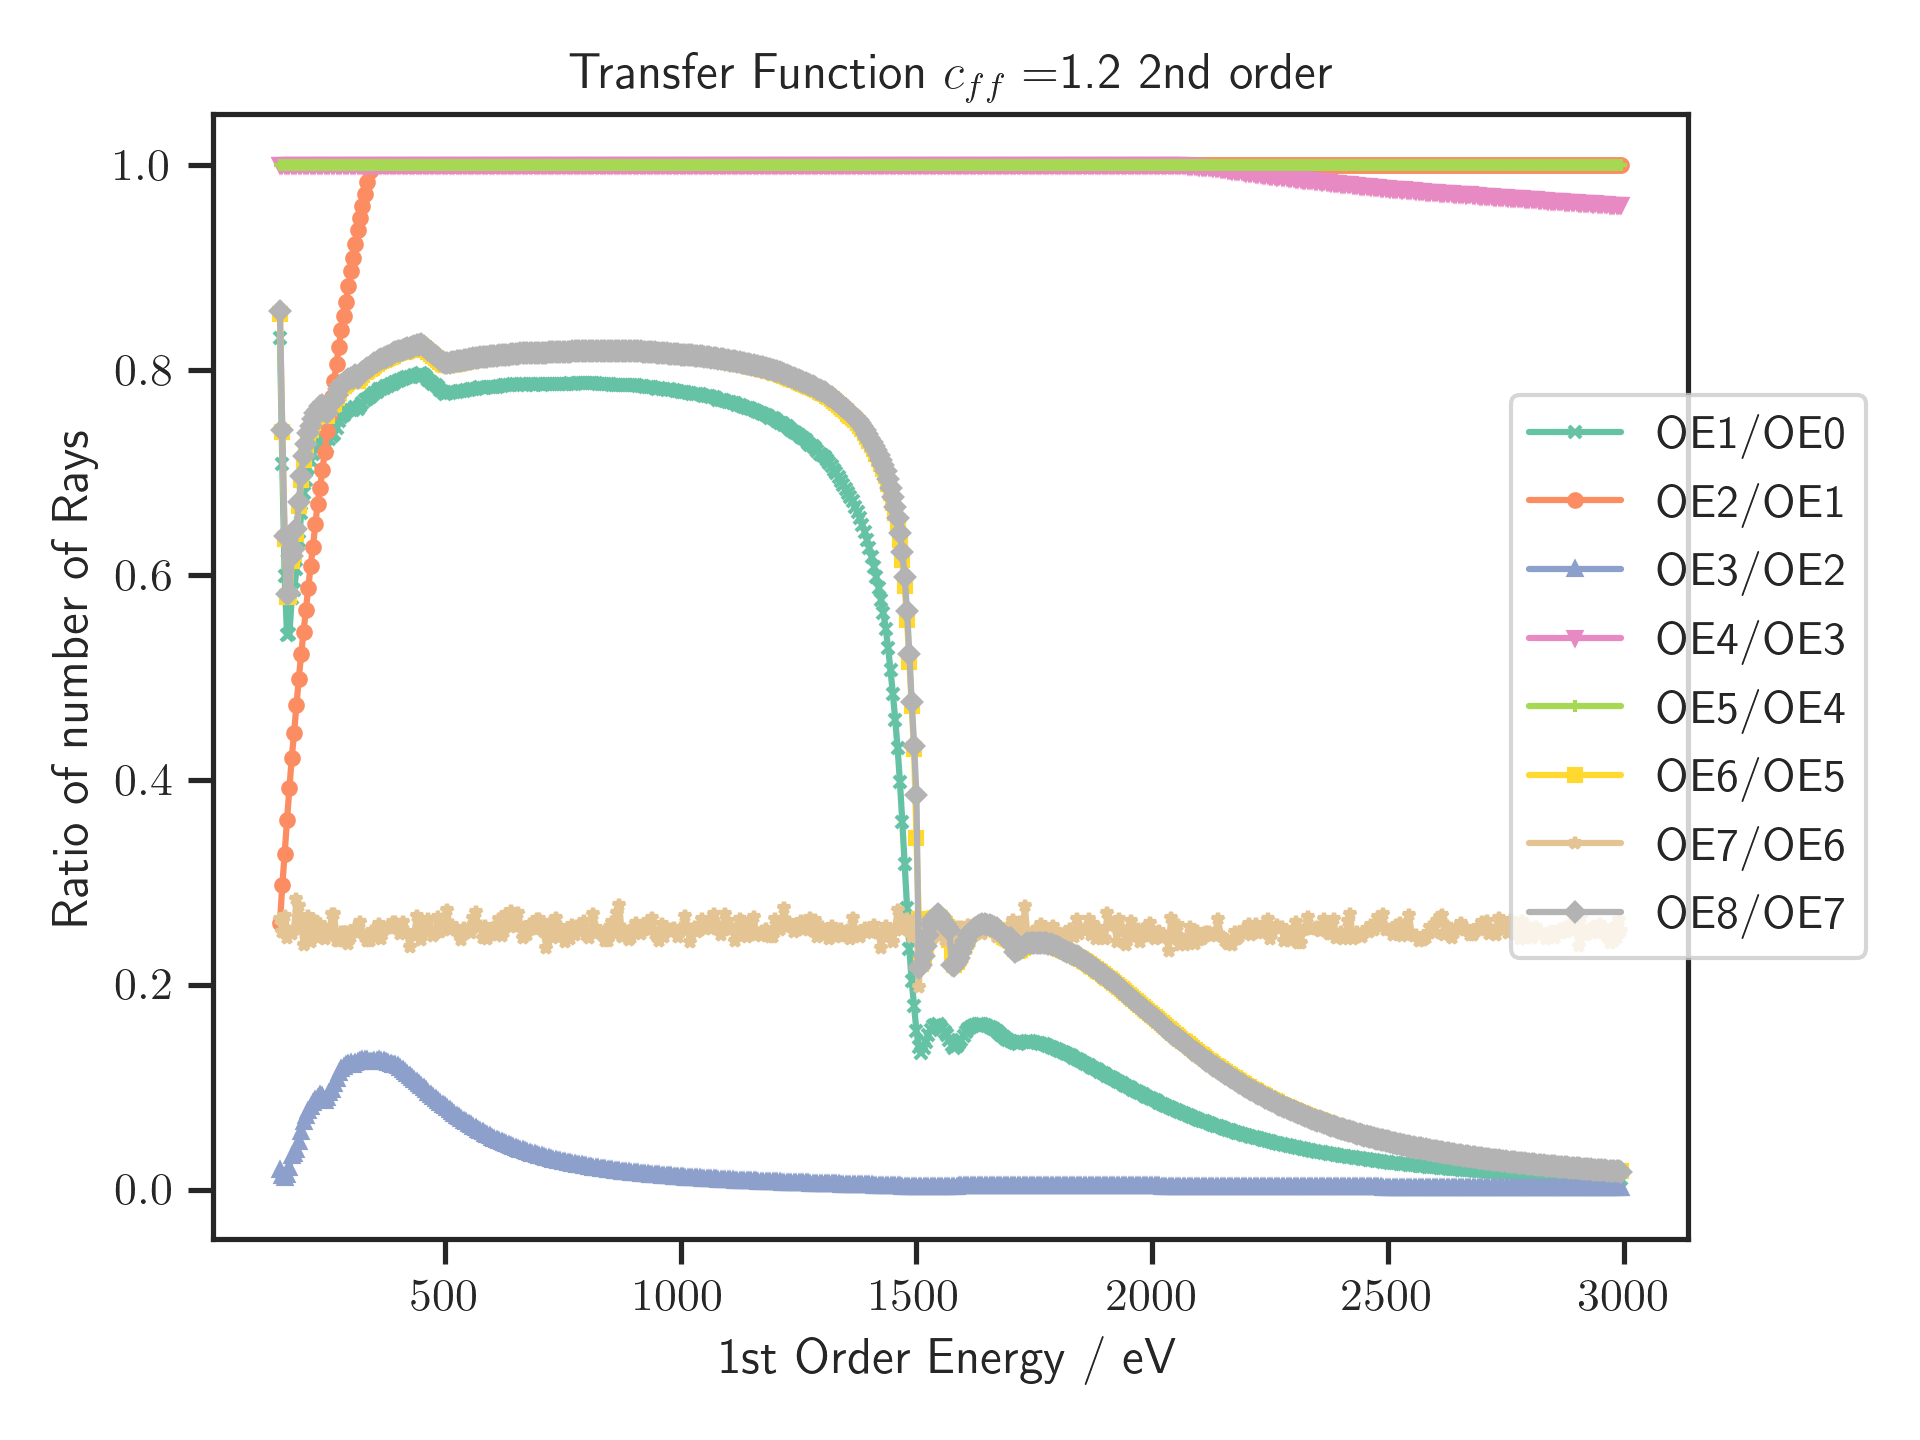 Transfer Function c_ff =1.2 2nd order
Ratio of number of Rays
1.0
0.8
0.6
0.4
0.2
0.0
500 1000 1500 2000 2500 3000
1st Order Energy / eV
OE1/OE0
OE2/OE1
OE3/OE2
OE4/OE3
OE5/OE4
OE6/OE5
OE7/OE6
OE8/OE7